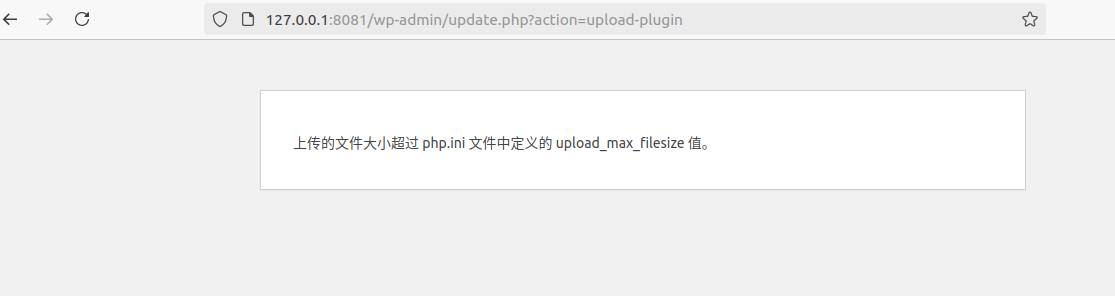 127.0.0.1:8081/wp-admin/update.php?action=upload-plugin
上传的文件大小超过 php.ini 文件中定义的 upload_max_filesize 值。